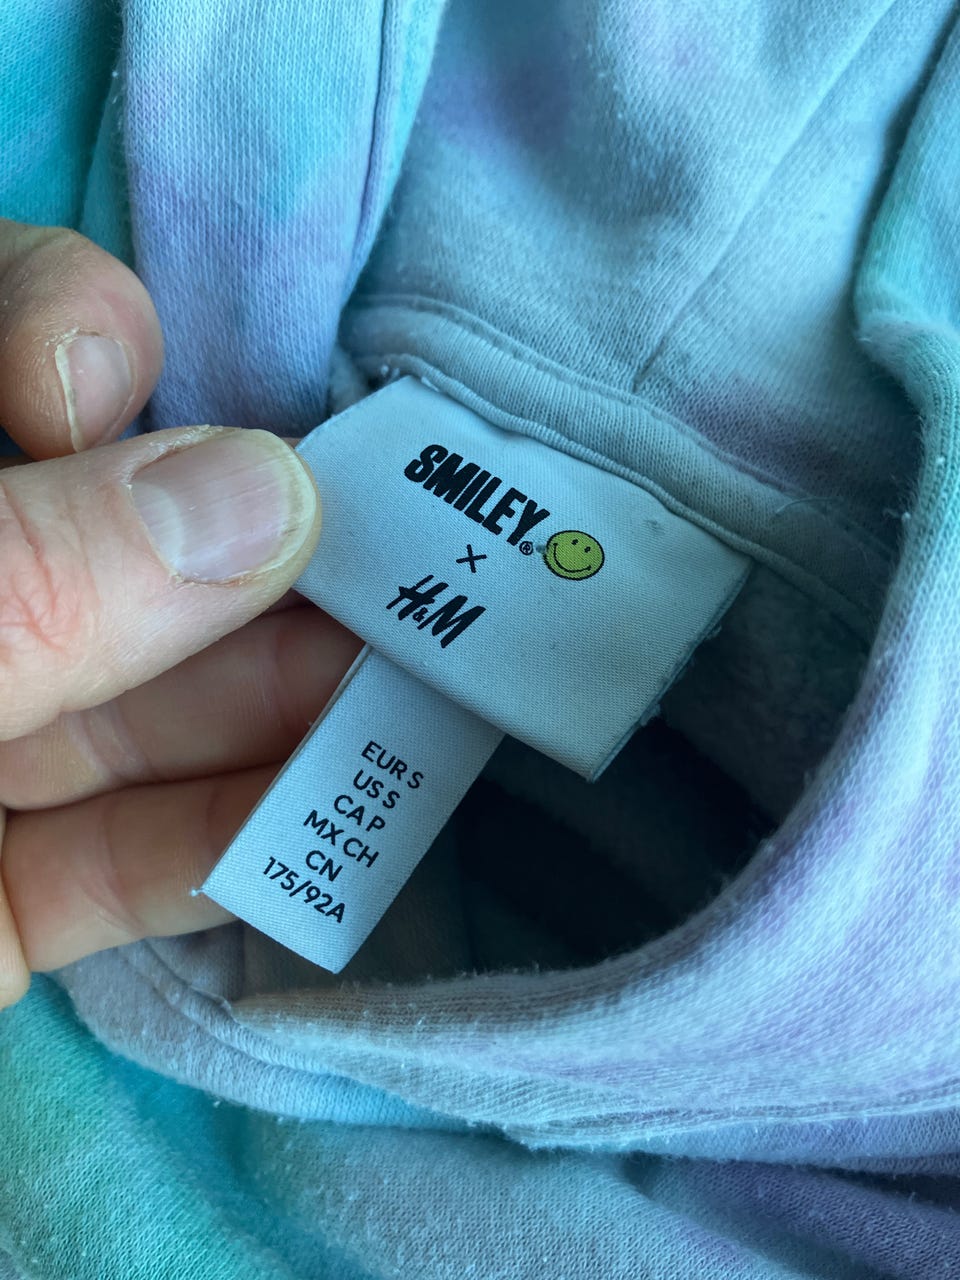 SMILEY®
×
H&M
EUR S
US S
CA P
MX CH
CN
175/92A